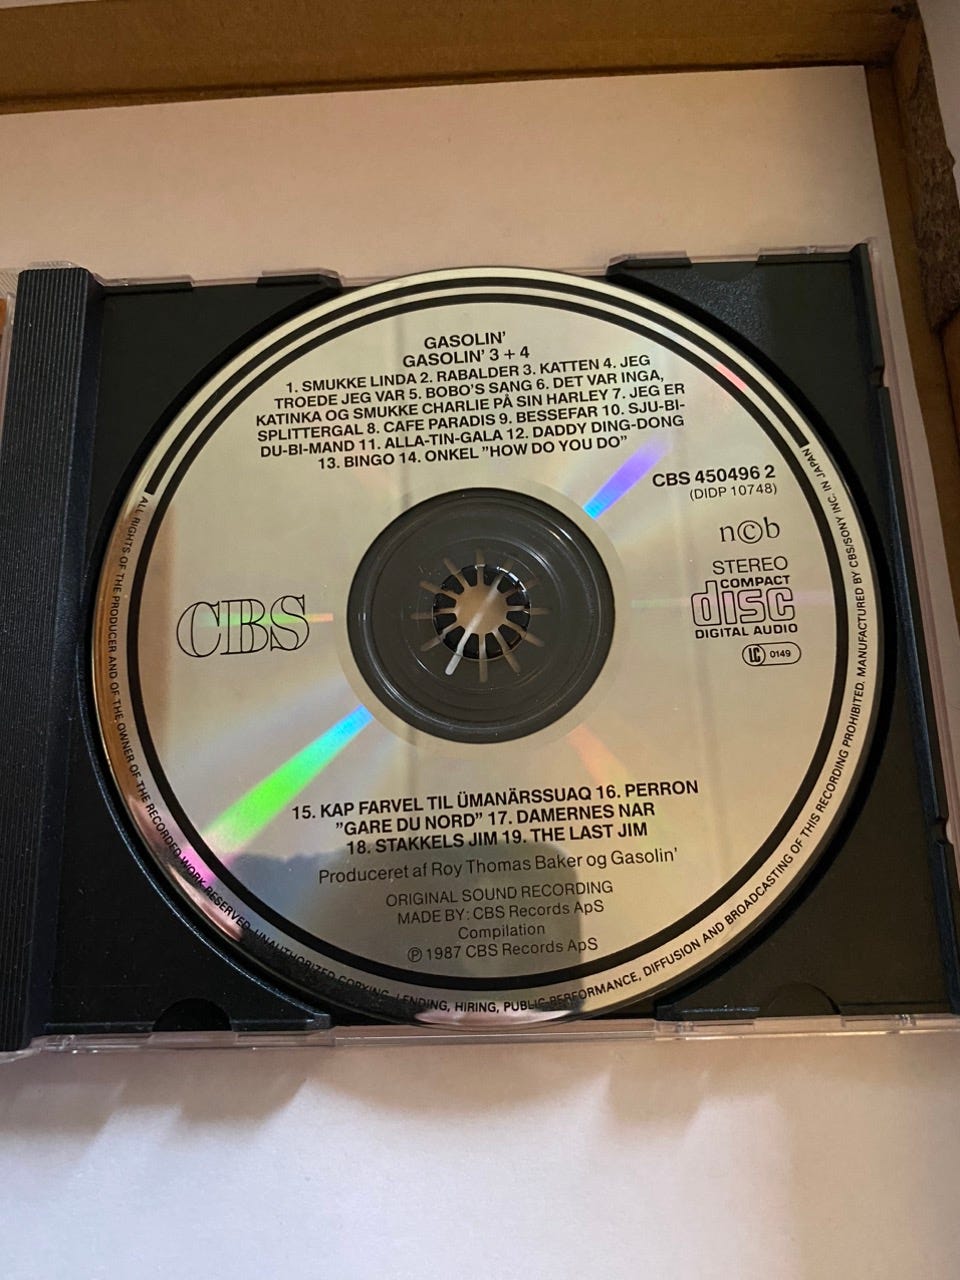 GASOLIN'
GASOLIN' 3 + 4
1. SMUKKE LINDA 2. RABALDER 3. KATTEN 4. JEG
TROEDE JEG VAR 5. BOBO'S SANG 6. DET VAR INGA,
KATINKA OG SMUKKE CHARLIE PÅ SIN HARLEY 7. JEG ER
SPLITTERGAL 8. CAFE PARADIS 9. BESSEFAR 10. SJU-BI-
DU-BI-MAND 11. ALLA-TIN-GALA 12. DADDY DING-DONG
13. BINGO 14. ONKEL "HOW DO YOU DO"
CBS 450496 2
(DIDP 10748)
n©b
STEREO
COMPACT
disc
DIGITAL AUDIO
LC 0149
CBS
15. KAP FARVEL TIL ÜMANÄRSSUAQ 16. PERRON
"GARE DU NORD" 17. DAMERNES NAR
18. STAKKELS JIM 19. THE LAST JIM
Produceret af Roy Thomas Baker og Gasolin'
ORIGINAL SOUND RECORDING
MADE BY: CBS Records ApS
Compilation
℗ 1987 CBS Records ApS
ALL RIGHTS OF THE PRODUCER AND OF THE OWNER OF THE RECORDED WORK RESERVED. UNAUTHORIZED COPYING, LENDING, HIRING, PUBLIC PERFORMANCE, DIFFUSION AND BROADCASTING OF THIS RECORDING PROHIBITED. MANUFACTURED BY CBS/SONY INC. IN JAPAN